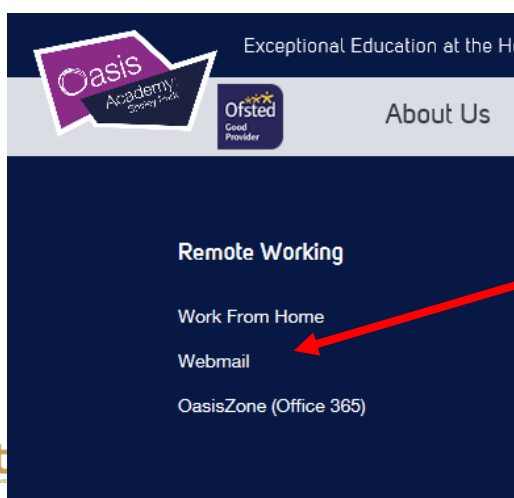 Exceptional Education at the H
Oasis
Academy:
Ofsted
Good
Provider
About Us
Remote Working
Work From Home
Webmail
OasisZone (Office 365)